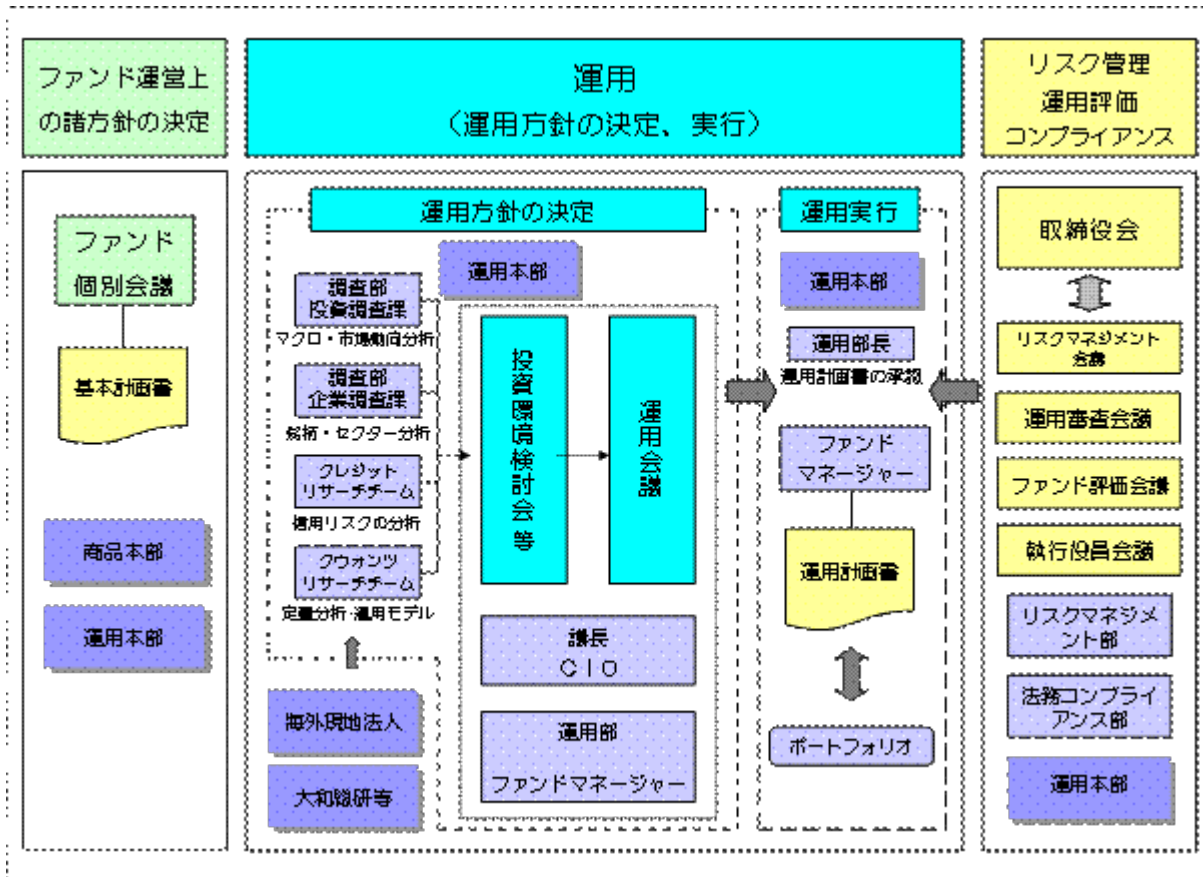 ファンド運営上
の諸方針の決定
運用
（運用方針の決定、実行）
リスク管理
運用評価
コンプライアンス
ファンド
個別会議
基本計画書
商品本部
運用本部
運用方針の決定
運用本部
調査部
投資調査課
マクロ・市場動向分析
調査部
企業調査課
銘柄・セクター分析
クレジット
リサーチチーム
信用リスクの分析
クウォンツ
リサーチチーム
定量分析・運用モデル
海外現地法人
大和総研等
投資環境検討会等
運用会議
議長
CIO
運用部
ファンドマネージャー
運用実行
運用本部
運用部長
運用計画書の承認
ファンド
マネージャー
運用計画書
ポートフォリオ
取締役会
リスクマネジメント
会議
運用審査会議
ファンド評価会議
執行役員会議
リスクマネジメ
ント部
法務コンプライ
アンス部
運用本部